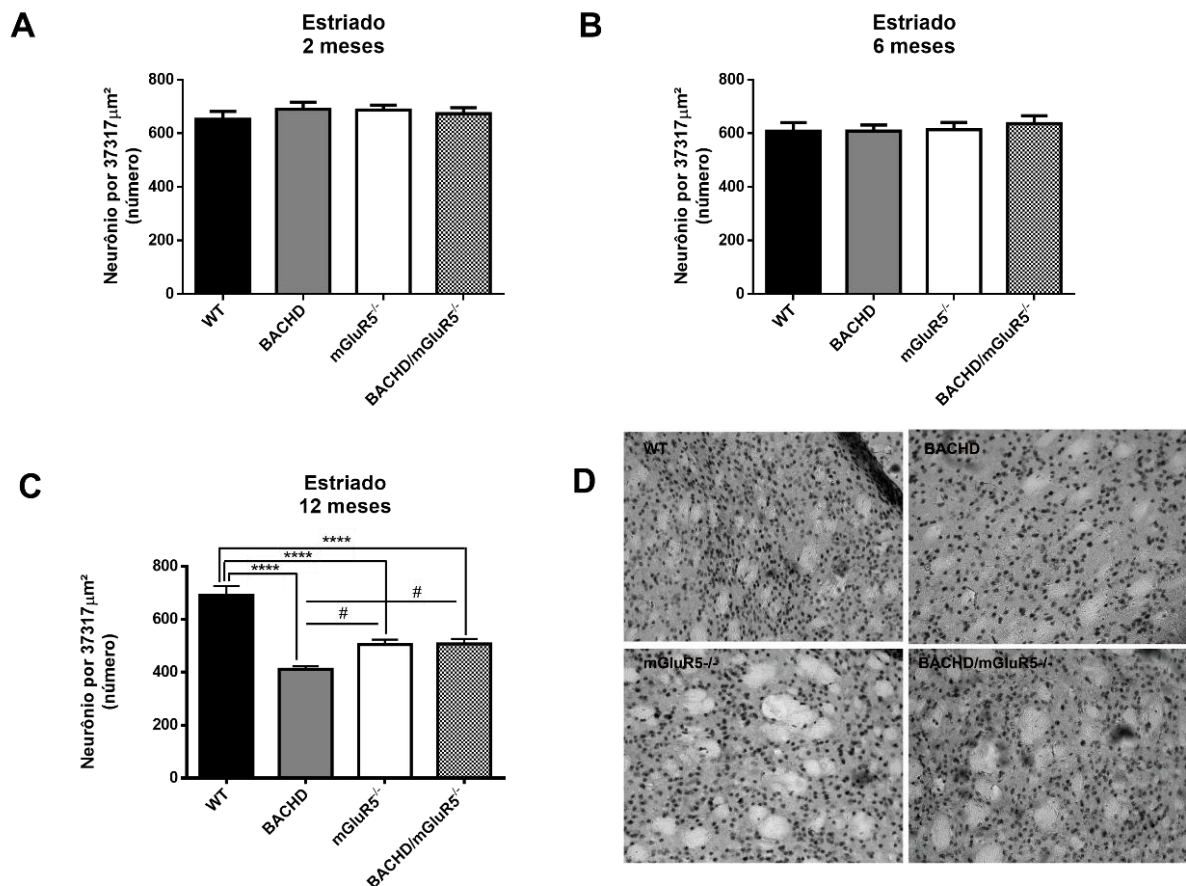 A
Estriado
2 meses
Neurônio por 37317µm²
(número)
800
600
400
200
0
WT
BACHD
mGluR5-/-
BACHD/mGluR5-/-
B
Estriado
6 meses
Neurônio por 37317µm²
(número)
800
600
400
200
0
WT
BACHD
mGluR5-/-
BACHD/mGluR5-/-
C
Estriado
12 meses
Neurônio por 37317µm²
(número)
800
600
400
200
0
****
****
****
#
#
WT
BACHD
mGluR5-/-
BACHD/mGluR5-/-
D
WT
BACHD
mGluR5-/-
BACHD/mGluR5-/-